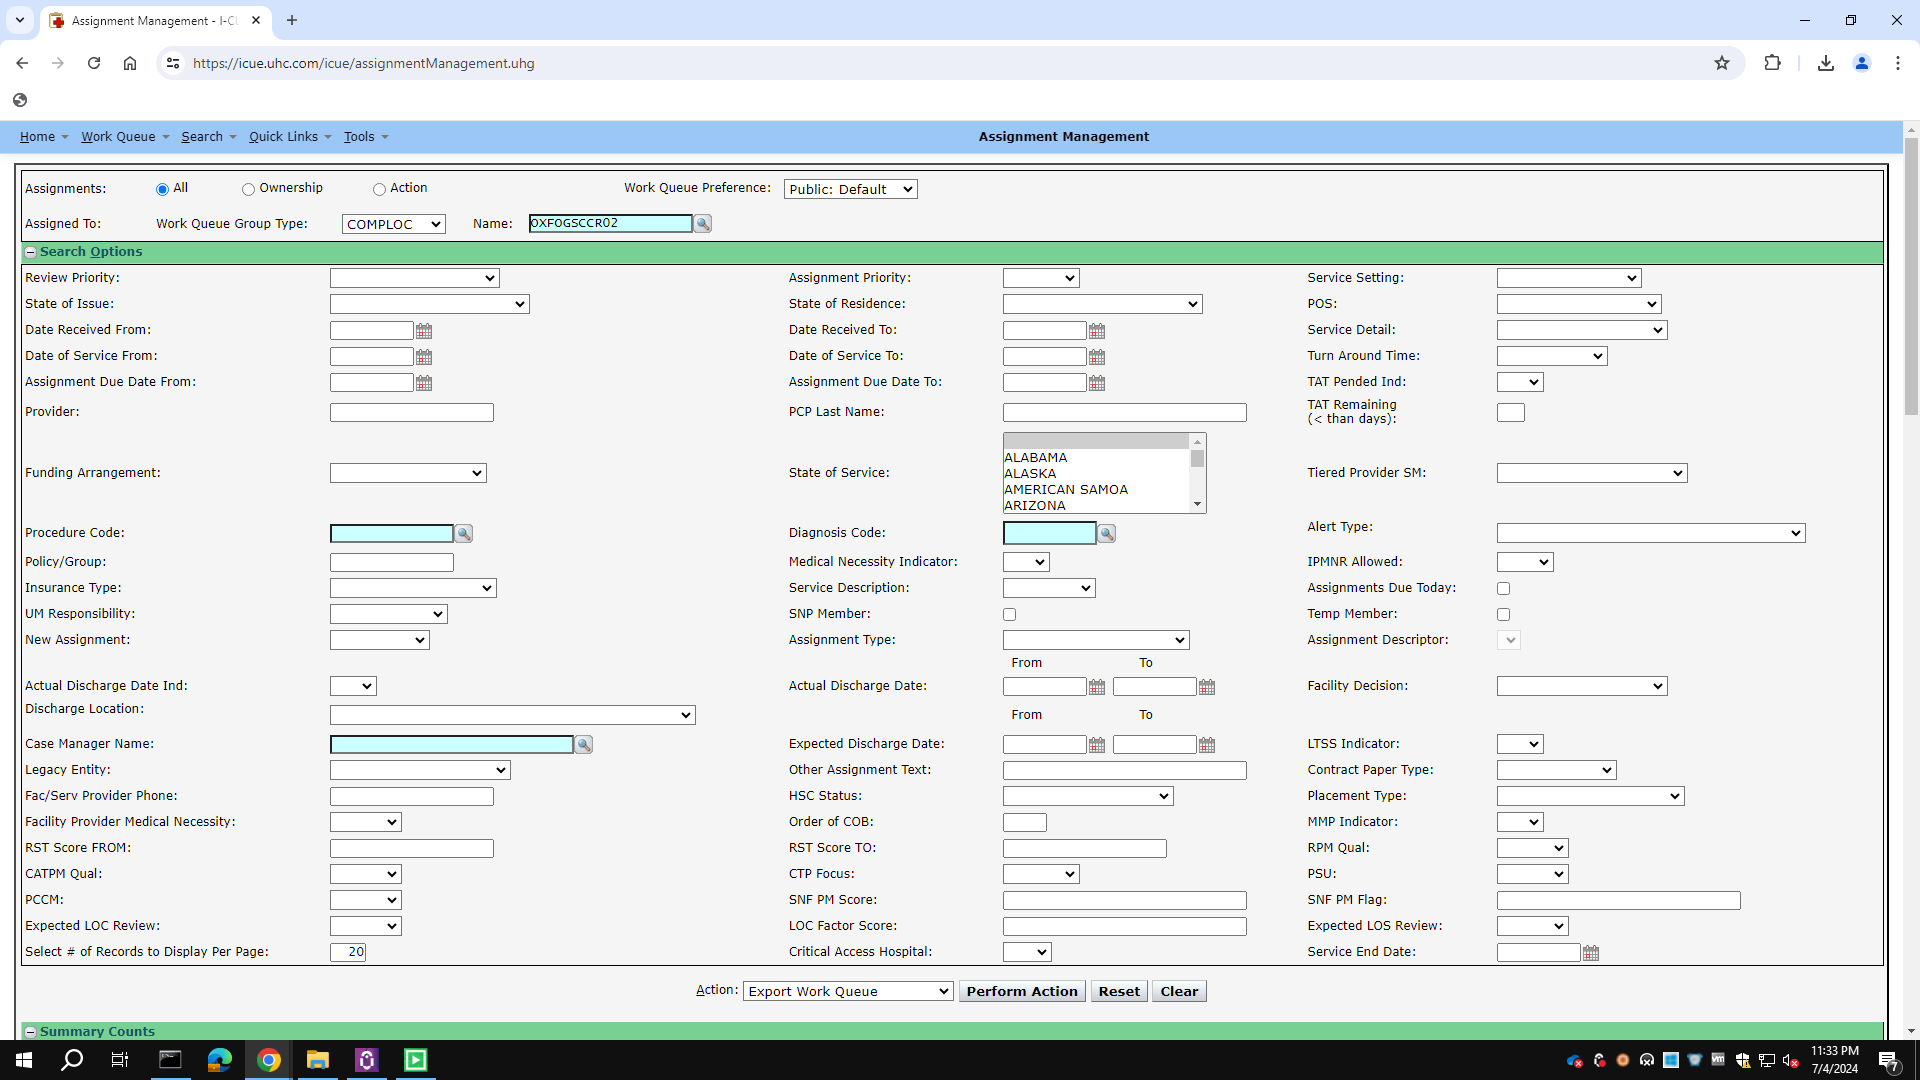 Assignment Management - I-CU
https://icue.uhc.com/icue/assignmentManagement.uhg
Home Work Queue Search Quick Links Tools Assignment Management
Assignments: All Ownership Action Work Queue Preference: Public: Default
Assigned To: Work Queue Group Type: COMPLOC Name: OXFOGSCCR02
Search Options
Review Priority: Assignment Priority: Service Setting:
State of Issue: State of Residence: POS:
Date Received From: Date Received To: Service Detail:
Date of Service From: Date of Service To: Turn Around Time:
Assignment Due Date From: Assignment Due Date To: TAT Pended Ind:
Provider: PCP Last Name: TAT Remaining
(< than days):
Funding Arrangement: State of Service: Tiered Provider SM:
ALABAMA
ALASKA
AMERICAN SAMOA
ARIZONA
Procedure Code: Diagnosis Code: Alert Type:
Policy/Group: Medical Necessity Indicator: IPMNR Allowed:
Insurance Type: Service Description: Assignments Due Today:
UM Responsibility: SNP Member: Temp Member:
New Assignment: Assignment Type: Assignment Descriptor:
From To
Actual Discharge Date Ind: Actual Discharge Date: Facility Decision:
Discharge Location:
From To
Case Manager Name: Expected Discharge Date: LTSS Indicator:
Legacy Entity: Other Assignment Text: Contract Paper Type:
Fac/Serv Provider Phone: HSC Status: Placement Type:
Facility Provider Medical Necessity: Order of COB: MMP Indicator:
RST Score FROM: RST Score TO: RPM Qual:
CATPM Qual: CTP Focus: PSU:
PCCM: SNF PM Score: SNF PM Flag:
Expected LOC Review: LOC Factor Score: Expected LOS Review:
Select # of Records to Display Per Page: 20 Critical Access Hospital: Service End Date:
Action: Export Work Queue Perform Action Reset Clear
Summary Counts
11:33 PM
7/4/2024
7